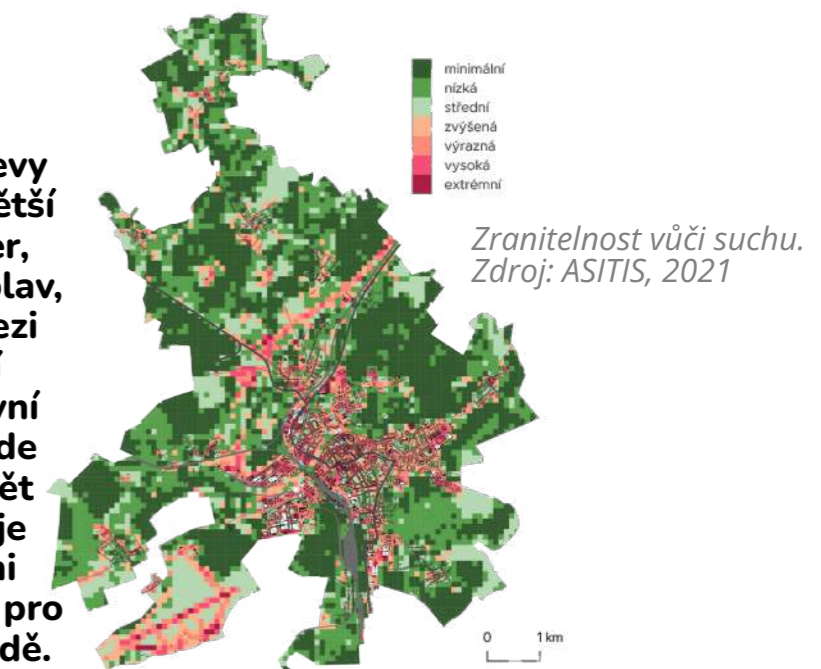 evy
ětší
er,
olav,
ezi
í
vní
de
ět
je
ni
pro
dě.
minimální
nízká
střední
zvýšená
výrazná
vysoká
extrémní
Zranitelnost vůči suchu.
Zdroj: ASITIS, 2021
0 1 km